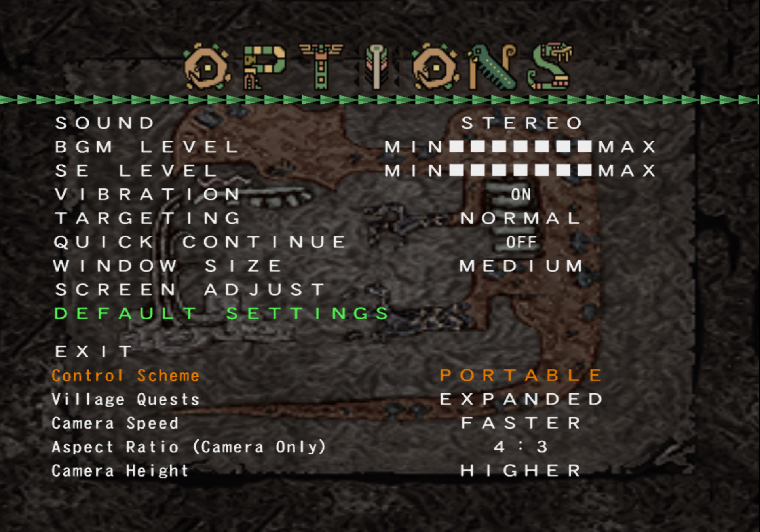 OPTIONS
SOUND STEREO
BGM LEVEL MIN■■■■■■■MAX
SE LEVEL MIN■■■■■■■MAX
VIBRATION ON
TARGETING NORMAL
QUICK CONTINUE OFF
WINDOW SIZE MEDIUM
SCREEN ADJUST
DEFAULT SETTINGS
EXIT
Control Scheme PORTABLE
Village Quests EXPANDED
Camera Speed FASTER
Aspect Ratio (Camera Only) 4:3
Camera Height HIGHER